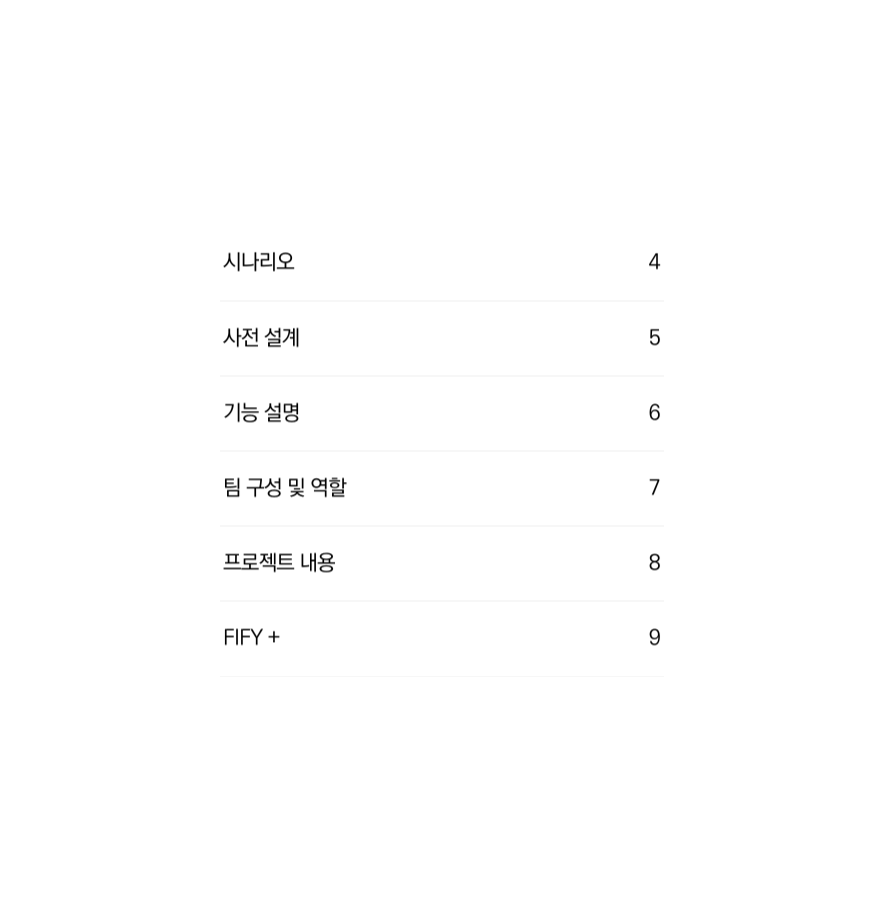 시나리오 4
사전 설계 5
기능 설명 6
팀 구성 및 역할 7
프로젝트 내용 8
FIFY + 9